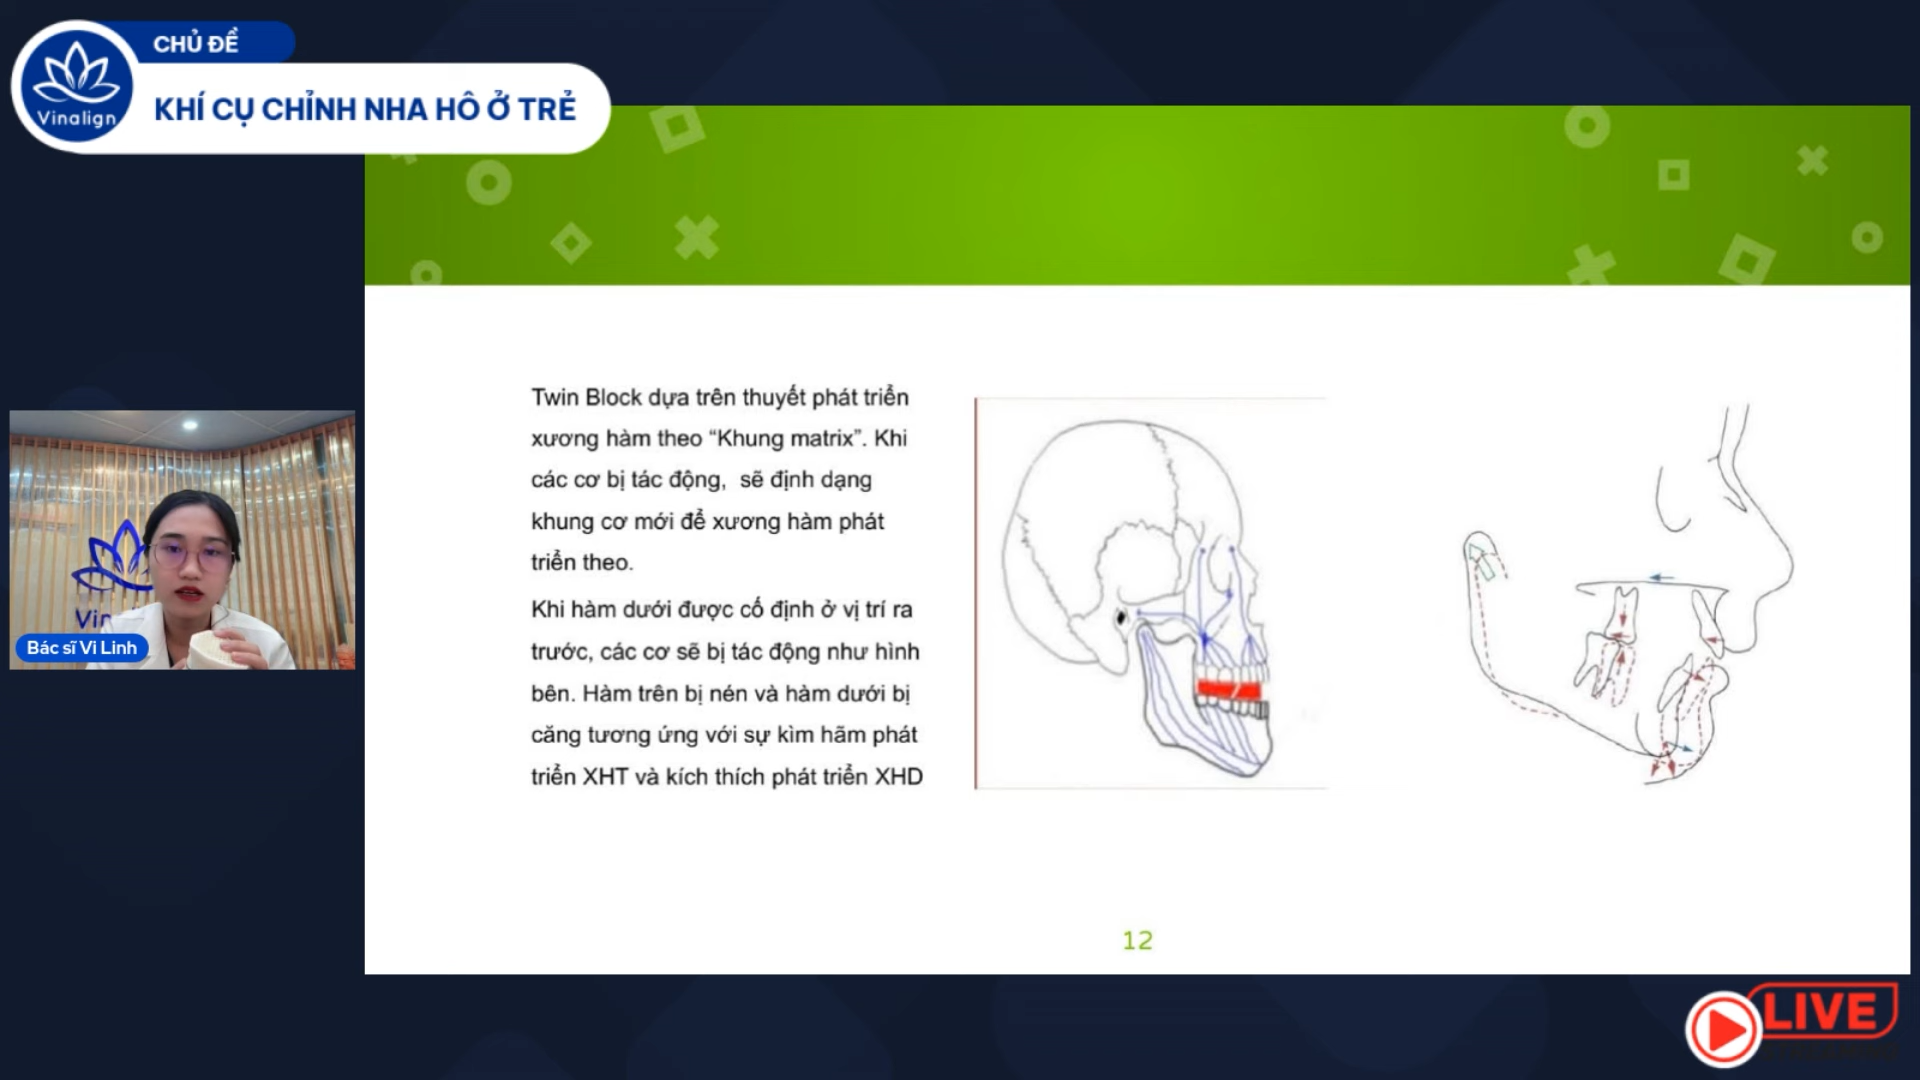 CHỦ ĐỀ
KHÍ CỤ CHỈNH NHA HÔ Ở TRẺ
Vinalign
Twin Block dựa trên thuyết phát triển
xương hàm theo “Khung matrix”. Khi
các cơ bị tác động, sẽ định dạng
khung cơ mới để xương hàm phát
triển theo.
Khi hàm dưới được cố định ở vị trí ra
trước, các cơ sẽ bị tác động như hình
bên. Hàm trên bị nén và hàm dưới bị
căng tương ứng với sự kìm hãm phát
triển XHT và kích thích phát triển XHD
Vin
Bác sĩ Vi Linh
12
LIVE